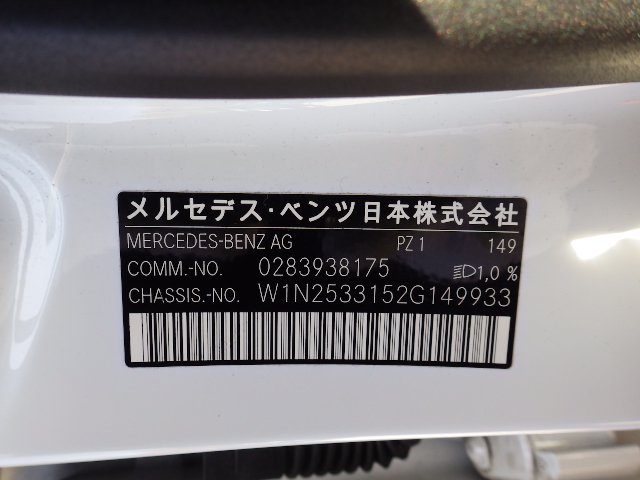 メルセデス・ベンツ日本株式会社
MERCEDES-BENZ AG PZ 1 149
COMM.-NO. 0283938175 1,0 %
CHASSIS.-NO. W1N2533152G149933